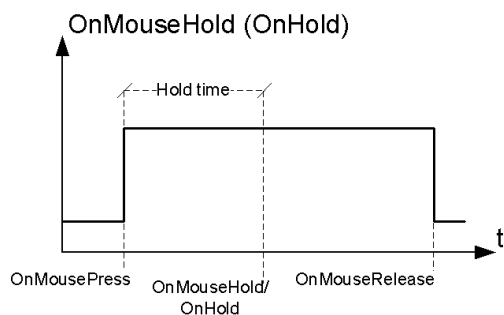 OnMouseHold (OnHold)
Hold time
t
OnMousePress
OnMouseHold/
OnHold
OnMouseRelease